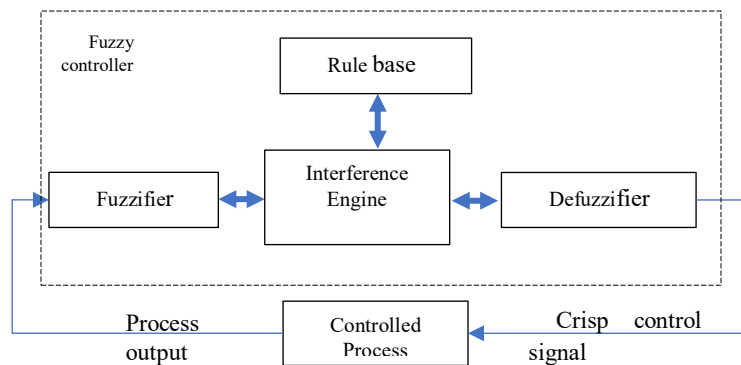 Fuzzy
controller
Rule base
Interference
Engine
Fuzzifier
Defuzzifier
Process
output
Controlled
Process
Crisp control
signal